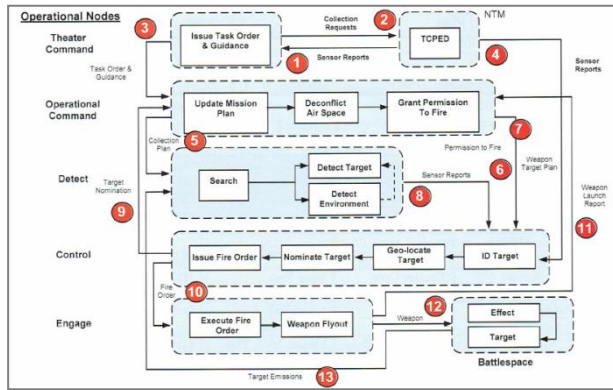 Operational Nodes
Theater
Command
3
Issue Task Order
& Guidance
Collection
Requests
2
TCPED
NTM
1
Sensor Reports
4
Sensor
Reports
Task Order &
Guidance
Operational
Command
Update Mission
Plan
Deconflict
Air Space
Grant Permission
To Fire
5
Collection
Plan
Permission to Fire
7
6
Weapon
Target Plan
Detect
Target
Nomination
Search
Detect Target
Detect
Environment
Sensor Reports
8
9
Weapon
Launch
Report
11
Control
Issue Fire Order
Nominate Target
Geo-locate
Target
ID Target
10
Fire
Order
Engage
Execute Fire
Order
Weapon Flyout
Weapon
12
Effect
Target
Battlespace
Target Emissions
13